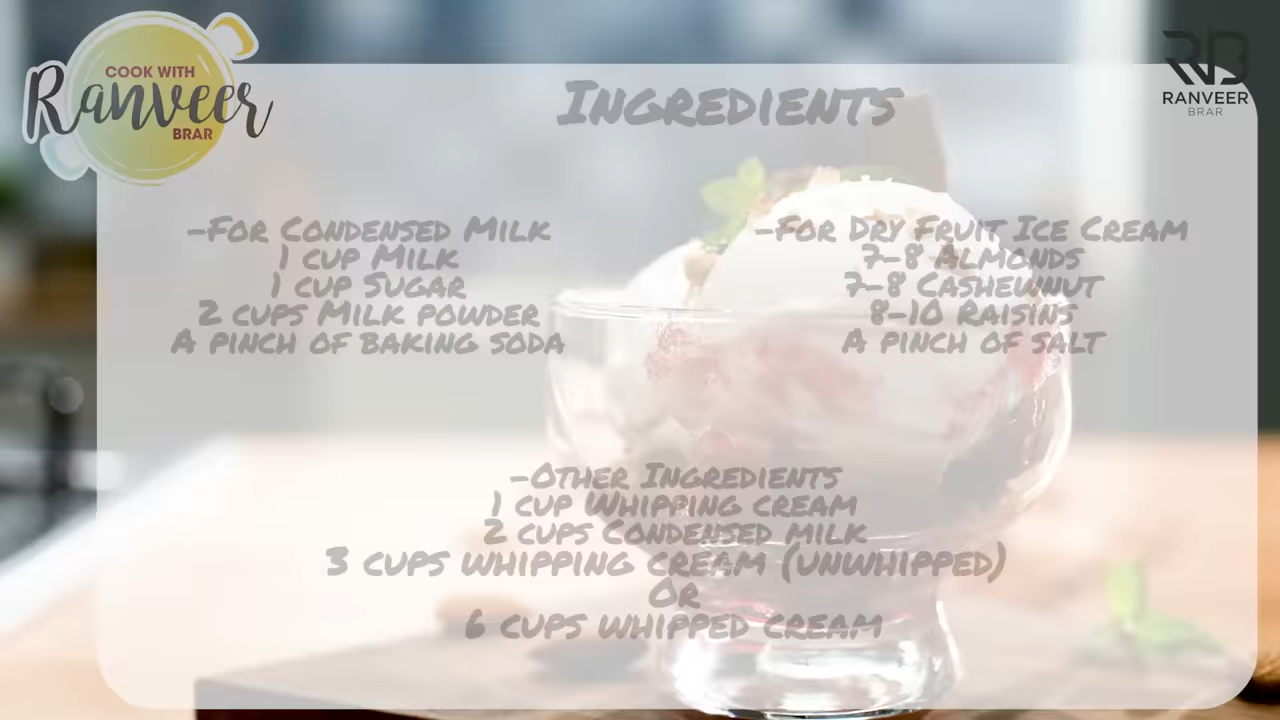 COOK WITH
Ranveer
BRAR
RB
RANVEER
BRAR
Ingredients
-For Condensed Milk
1 cup Milk
1 cup Sugar
2 cups Milk powder
A pinch of baking soda
-For Dry Fruit Ice Cream
7-8 Almonds
7-8 Cashewnut
8-10 Raisins
A pinch of salt
-Other Ingredients
1 cup Whipping cream
2 cups Condensed milk
3 cups whipping cream (unwhipped)
Or
6 cups whipped cream